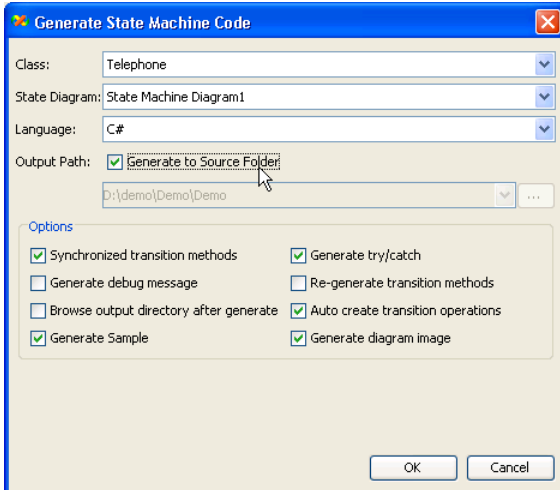 Generate State Machine Code
Class: Telephone
State Diagram: State Machine Diagram1
Language: C#
Output Path: Generate to Source Folder
D:\demo\Demo\Demo ...
Options
Synchronized transition methods Generate try/catch
Generate debug message Re-generate transition methods
Browse output directory after generate Auto create transition operations
Generate Sample Generate diagram image
OK Cancel